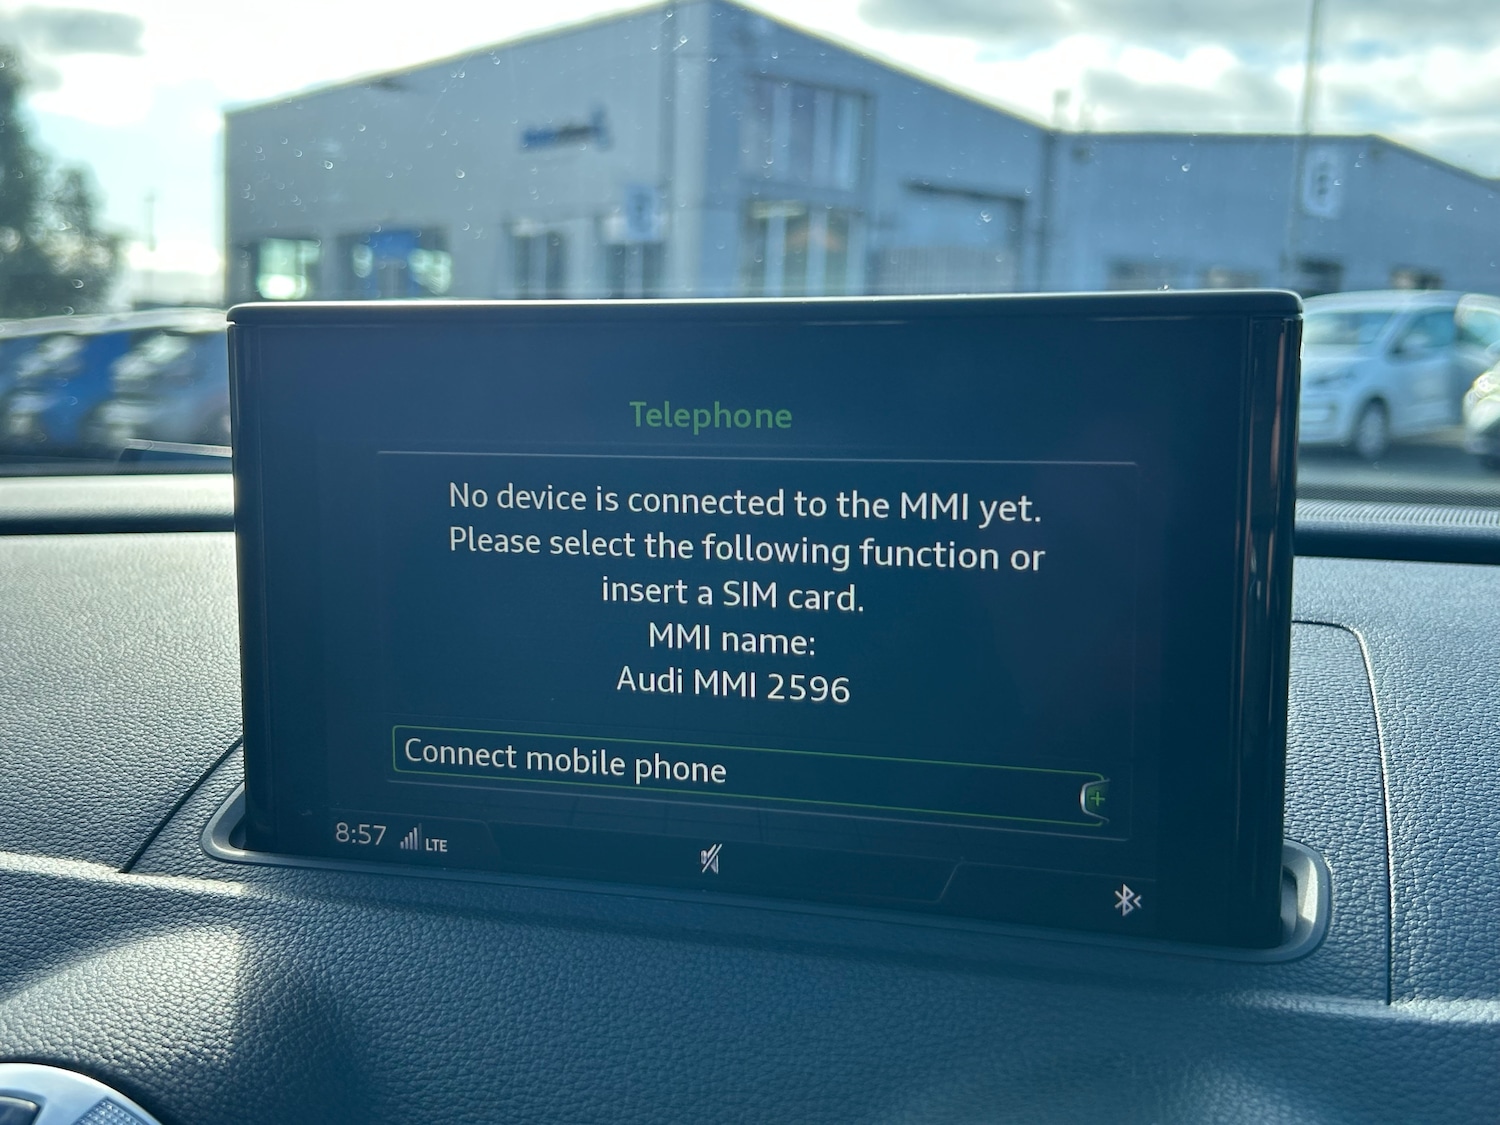 Telephone
No device is connected to the MMI yet.
Please select the following function or
insert a SIM card.
MMI name:
Audi MMI 2596
Connect mobile phone
8:57 LTE